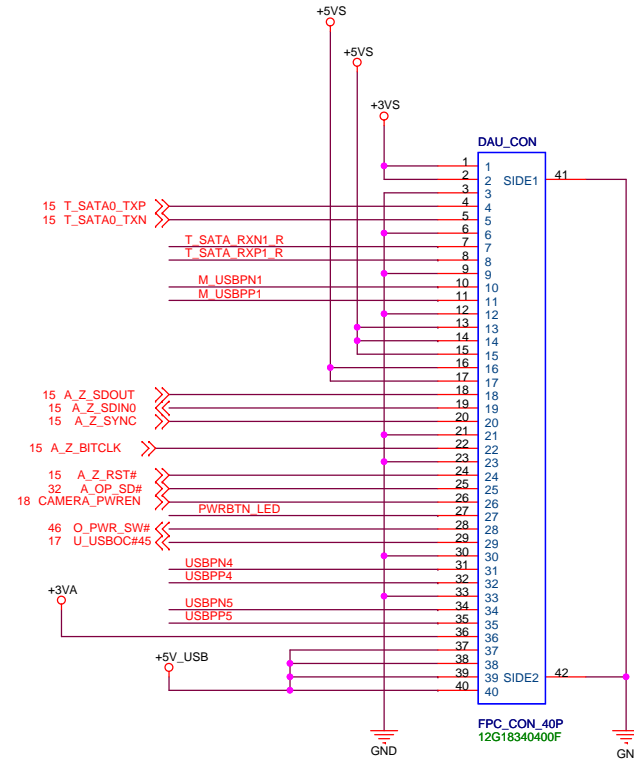 +5VS
+5VS
+3VS
DAU_CON
1 1
2 2 SIDE1 41
3 3
15 T_SATA0_TXP 4 4
15 T_SATA0_TXN 5 5
6 6
T_SATA_RXN1_R 7 7
T_SATA_RXP1_R 8 8
9 9
M_USBPN1 10 10
M_USBPP1 11 11
12 12
13 13
14 14
15 15
16 16
17 17
15 A_Z_SDOUT 18 18
15 A_Z_SDIN0 19 19
15 A_Z_SYNC 20 20
21 21
15 A_Z_BITCLK 22 22
23 23
15 A_Z_RST# 24 24
32 A_OP_SD# 25 25
18 CAMERA_PWREN 26 26
PWRBTN_LED 27 27
46 O_PWR_SW# 28 28
17 U_USBOC#45 29 29
30 30
USBPN4 31 31
USBPP4 32 32
+3VA 33 33
USBPN5 34 34
USBPP5 35 35
36 36
37 37
+5V_USB 38 38
39 39 SIDE2 42
40 40
FPC_CON_40P
12G18340400F
GND
GN